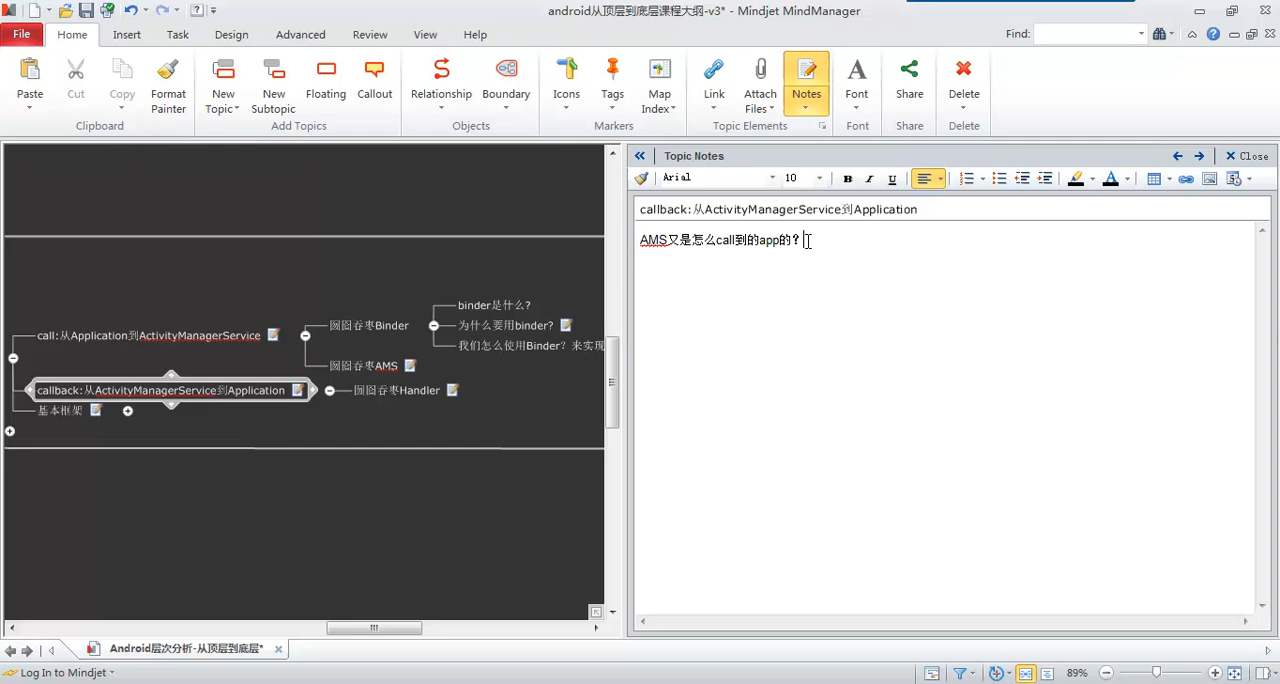 android从顶层到底层课程大纲-v3* - Mindjet MindManager
File Home Insert Task Design Advanced Review View Help Find:
Paste Cut Copy Format Painter New Topic New Subtopic Floating Callout Relationship Boundary Icons Tags Map Index Link Attach Files Notes Font Share Delete
Clipboard Add Topics Objects Markers Topic Elements Font Share Delete
Topic Notes Close
Arial 10 B I U A
callback:从ActivityManagerService到Application
AMS又是怎么call到的app的?
binder是什么?
call:从Application到ActivityManagerService
囫囵吞枣Binder
为什么要用binder?
我们怎么使用Binder? 来实现
囫囵吞枣AMS
callback:从ActivityManagerService到Application
囫囵吞枣Handler
基本框架
Android层次分析-从顶层到底层*
Log In to Mindjet 89%